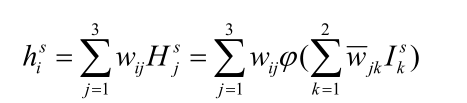 $h_i^s = \sum_{j=1}^{3} w_{ij} H_j^s = \sum_{j=1}^{3} w_{ij} \varphi ( \sum_{k=1}^{2} \overline{w}_{jk} I_k^s )$